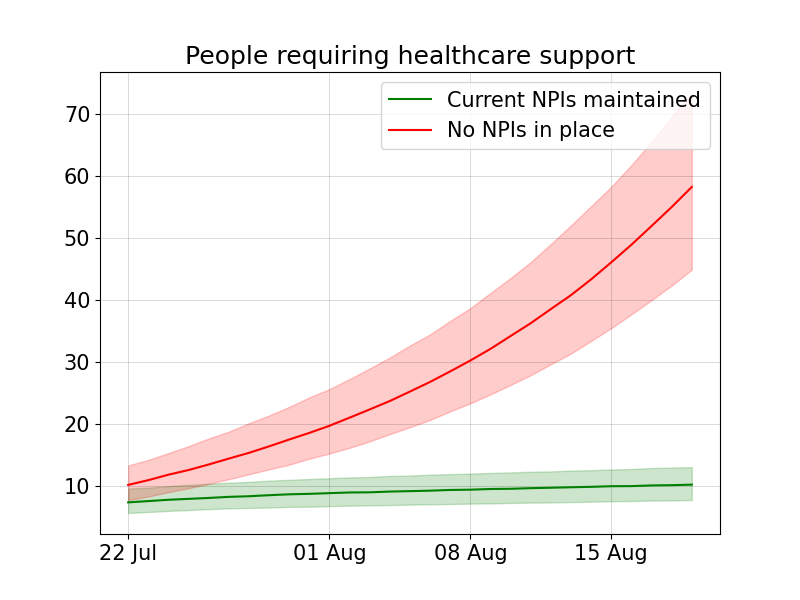 People requiring healthcare support
Current NPIs maintained
No NPIs in place
70
60
50
40
30
20
10
22 Jul
01 Aug
08 Aug
15 Aug